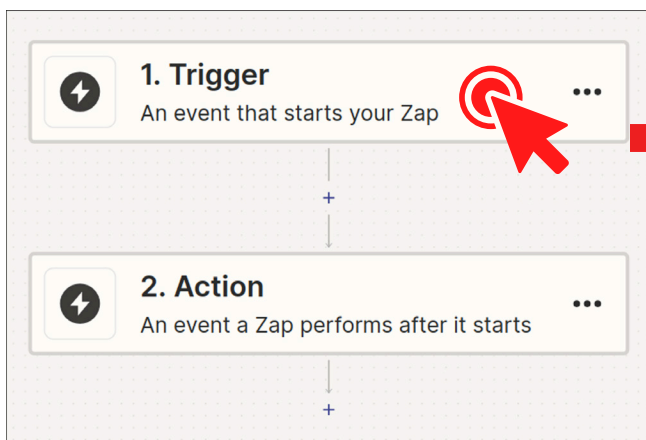 1. Trigger
An event that starts your Zap
+
2. Action
An event a Zap performs after it starts
+